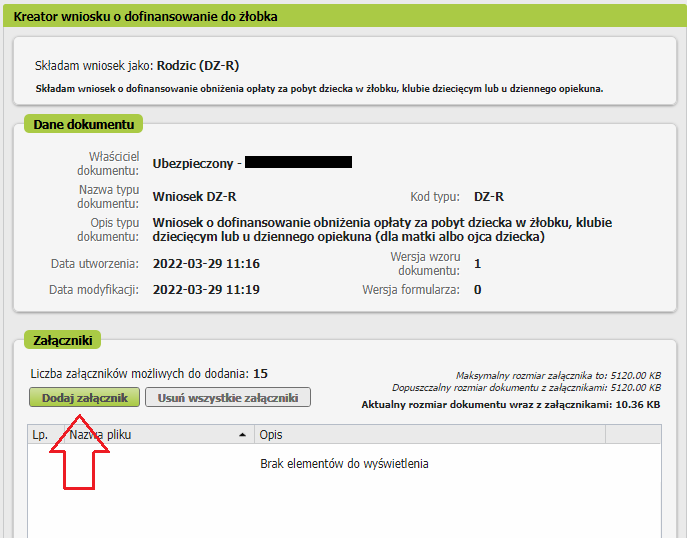 Kreator wniosku o dofinansowanie do żłobka
Składam wniosek jako: Rodzic (DZ-R)
Składam wniosek o dofinansowanie obniżenia opłaty za pobyt dziecka w żłobku, klubie dziecięcym lub u dziennego opiekuna.
Dane dokumentu
Właściciel dokumentu: Ubezpieczony -
Nazwa typu dokumentu: Wniosek DZ-R Kod typu: DZ-R
Opis typu dokumentu: Wniosek o dofinansowanie obniżenia opłaty za pobyt dziecka w żłobku, klubie
dziecięcym lub u dziennego opiekuna (dla matki albo ojca dziecka)
Data utworzenia: 2022-03-29 11:16 Wersja wzoru dokumentu: 1
Data modyfikacji: 2022-03-29 11:19 Wersja formularza: 0
Załączniki
Liczba załączników możliwych do dodania: 15
Maksymalny rozmiar załącznika to: 5120.00 KB
Dopuszczalny rozmiar dokumentu z załącznikami: 5120.00 KB
Dodaj załącznik Usuń wszystkie załączniki
Aktualny rozmiar dokumentu wraz z załącznikami: 10.36 KB
Lp. Nazwa pliku Opis
Brak elementów do wyświetlenia